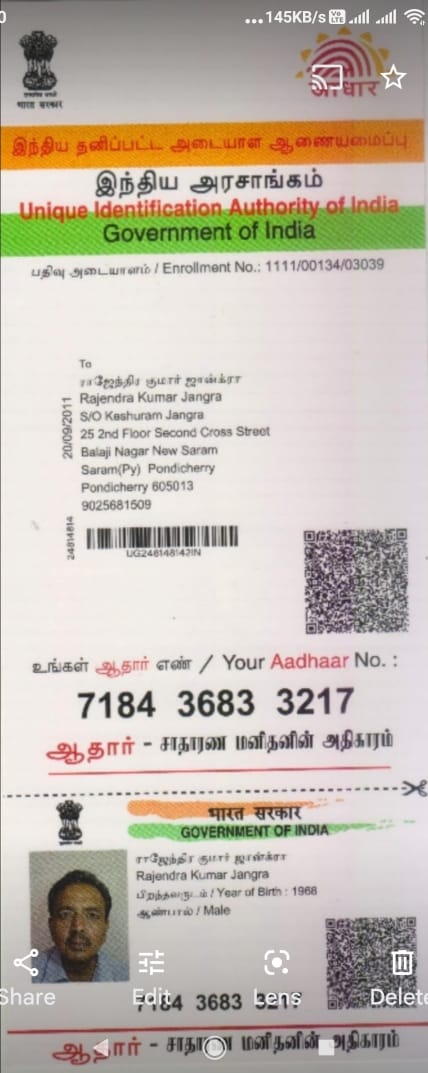 145KB/s
भारत सरकार
आधार
இந்திய தனிப்பட்ட அடையாள ஆணையமைப்பு
இந்திய அரசாங்கம்
Unique Identification Authority of India
Government of India
பதிவு அடையாளம் / Enrollment No.: 1111/00134/03039
20/09/2011
To
ராஜேந்திர குமார் ஜான்க்ரா
Rajendra Kumar Jangra
S/O Keshuram Jangra
25 2nd Floor Second Cross Street
Balaji Nagar New Saram
Saram(Py) Pondicherry
Pondicherry 605013
9025681509
24814814
UG248148142IN
உங்கள் ஆதார் எண் / Your Aadhaar No. :
7184 3683 3217
ஆதார் - சாதாரண மனிதனின் அதிகாரம்
भारत सरकार
GOVERNMENT OF INDIA
ராஜேந்திர குமார் ஜான்க்ரா
Rajendra Kumar Jangra
பிறந்தவருடம் / Year of Birth : 1968
ஆண்பால் / Male
Share Edit Lens Delete
7184 3683 3217
ஆதார் - சாதாரண மனிதனின் அதிகாரம்